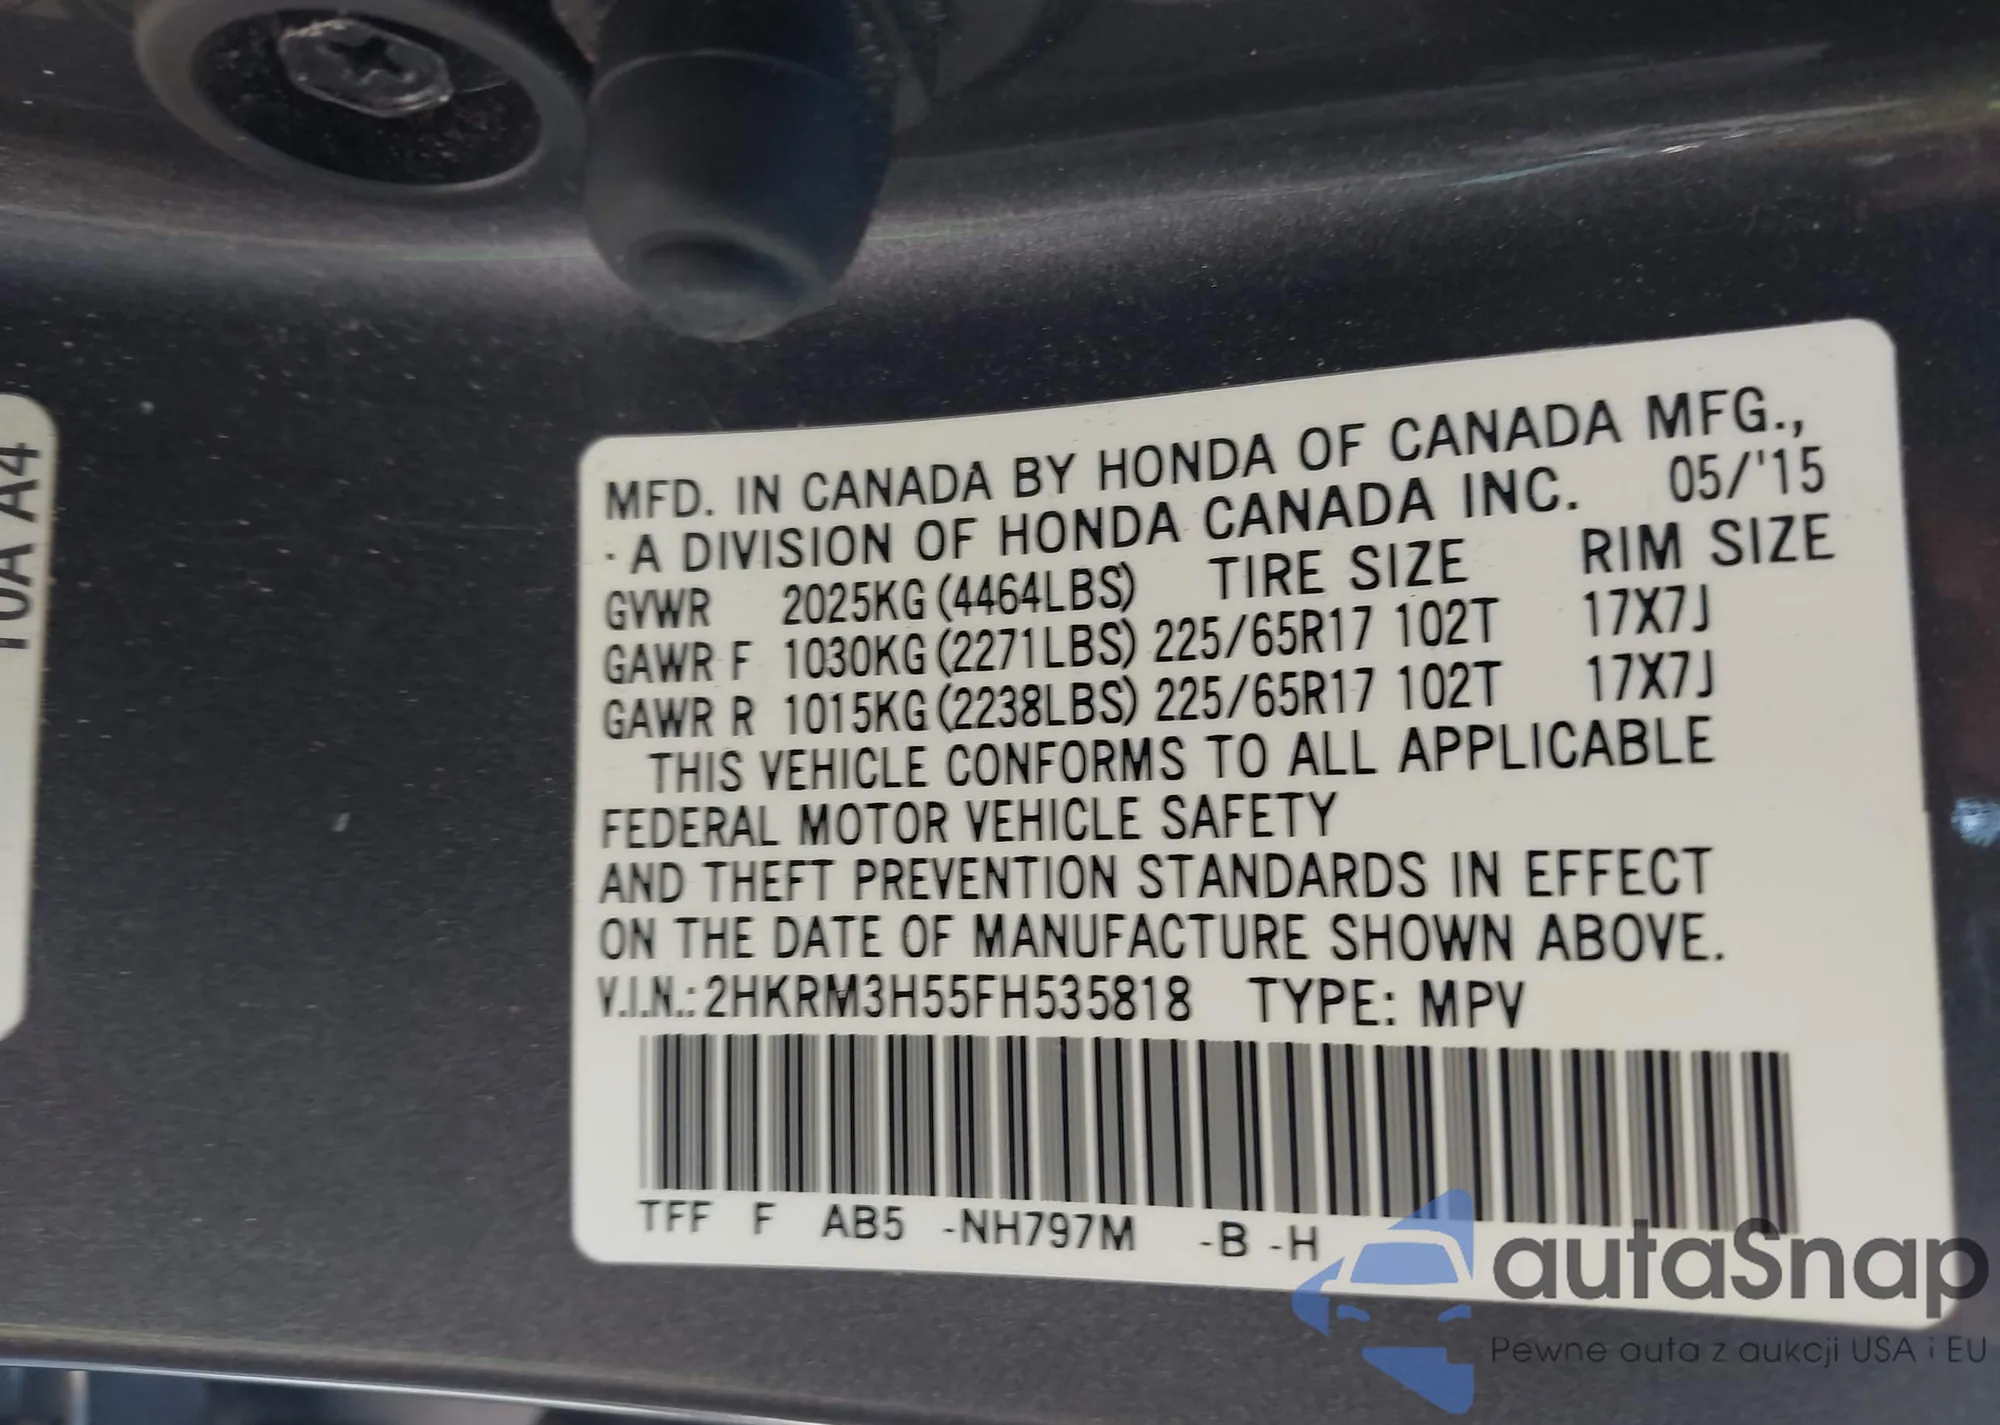 10A A4
MFD. IN CANADA BY HONDA OF CANADA MFG.,
· A DIVISION OF HONDA CANADA INC. 05/'15
GVWR 2025KG (4464LBS) TIRE SIZE RIM SIZE
GAWR F 1030KG (2271LBS) 225/65R17 102T 17X7J
GAWR R 1015KG (2238LBS) 225/65R17 102T 17X7J
THIS VEHICLE CONFORMS TO ALL APPLICABLE
FEDERAL MOTOR VEHICLE SAFETY
AND THEFT PREVENTION STANDARDS IN EFFECT
ON THE DATE OF MANUFACTURE SHOWN ABOVE.
V.I.N.: 2HKRM3H55FH535818 TYPE: MPV
TFF F AB5 -NH797M -B -H
autaSnap
Pewne auta z aukcji USA i EU